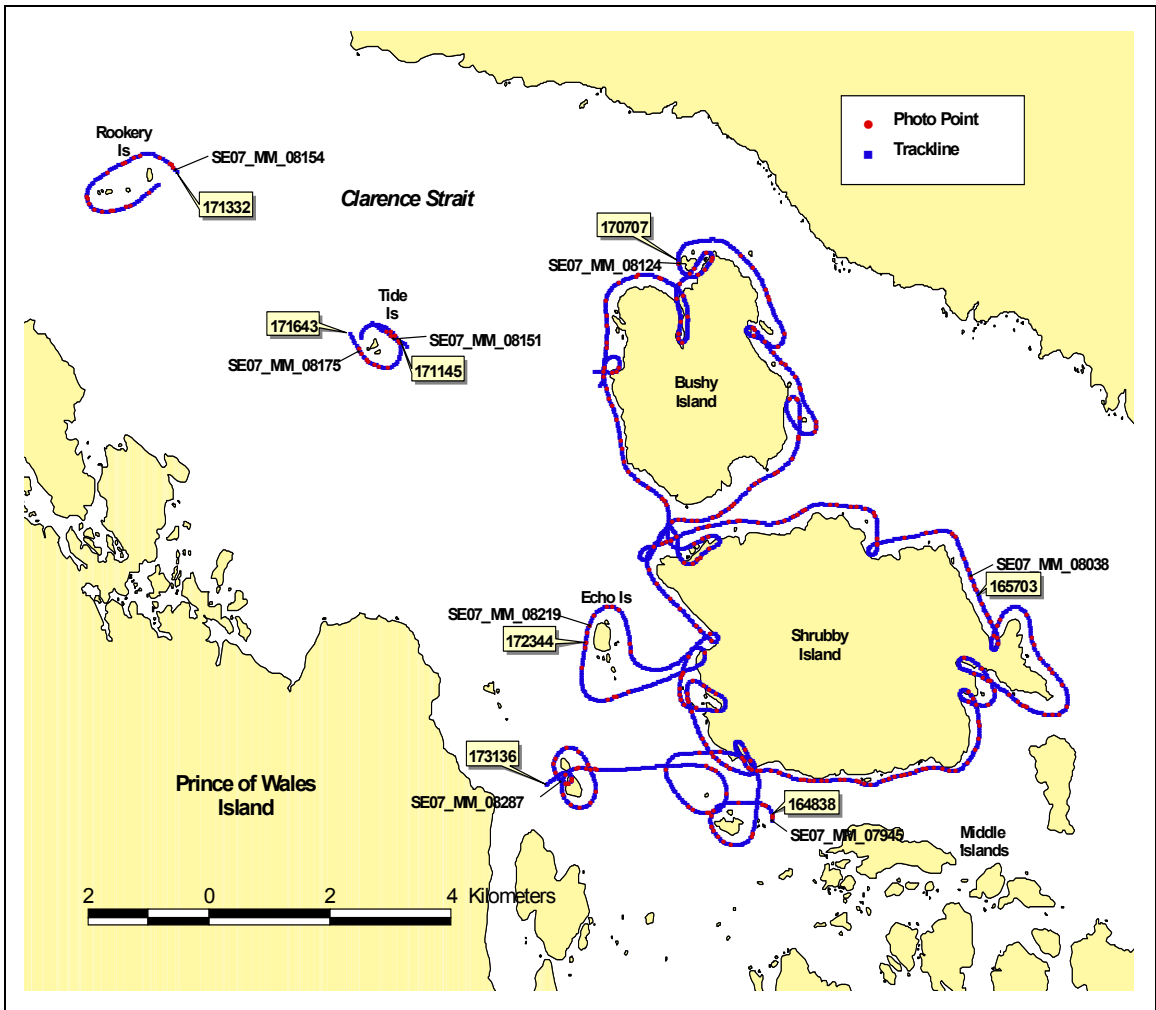 Photo Point
Trackline
Rookery
Is
SE07_MM_08154
171332
Clarence Strait
170707
SE07_MM_08124
Tide
Is
171643
SE07_MM_08151
SE07_MM_08175
171145
Bushy
Island
SE07_MM_08038
165703
Echo Is
SE07_MM_08219
172344
Shrubby
Island
173136
Prince of Wales
Island
SE07_MM_08287
164838
SE07_MM_07945
Middle
Islands
2 0 2 4 Kilometers